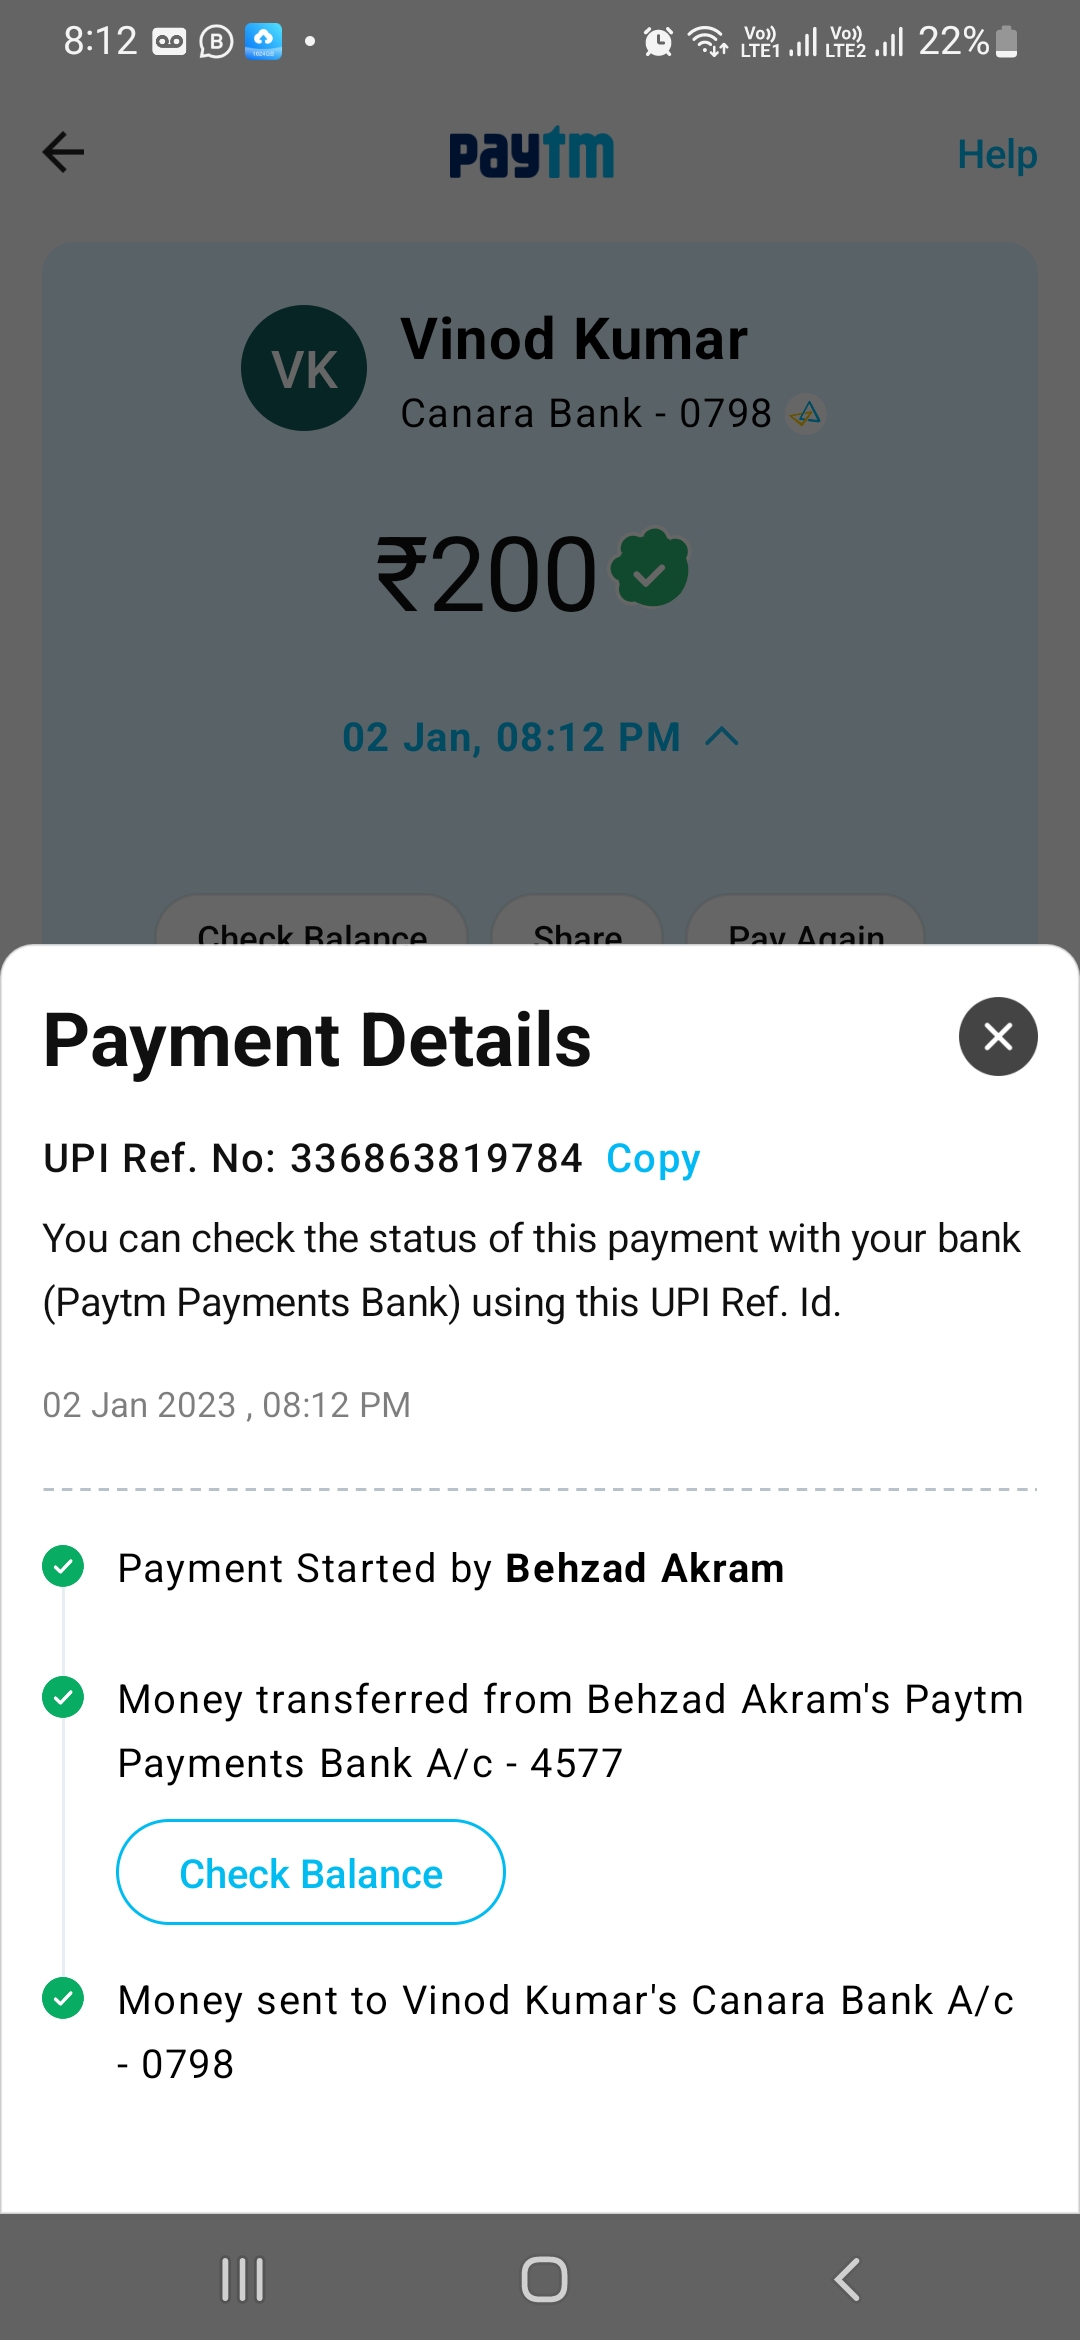 8:12
Vo)) LTE1 Vo)) LTE2 22%
paytm
Help
VK
Vinod Kumar
Canara Bank - 0798
₹200
02 Jan, 08:12 PM
Check Balance
Share
Pay Again
Payment Details
UPI Ref. No: 336863819784 Copy
You can check the status of this payment with your bank
(Paytm Payments Bank) using this UPI Ref. Id.
02 Jan 2023 , 08:12 PM
Payment Started by Behzad Akram
Money transferred from Behzad Akram's Paytm
Payments Bank A/c - 4577
Check Balance
Money sent to Vinod Kumar's Canara Bank A/c
- 0798